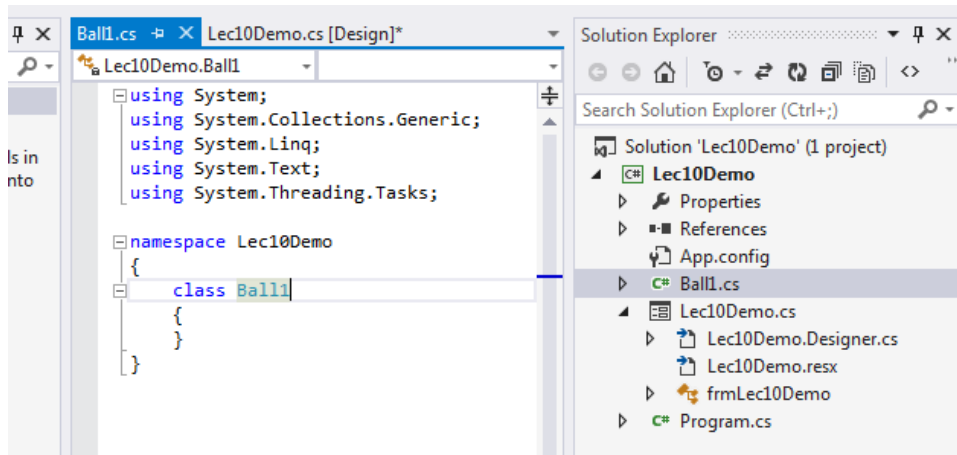 ls in
nto
Ball1.cs
Lec10Demo.cs [Design]*
Lec10Demo.Ball1
using System;
using System.Collections.Generic;
using System.Linq;
using System.Text;
using System.Threading.Tasks;
namespace Lec10Demo
{
class Ball1
{
}
}
Solution Explorer
Search Solution Explorer (Ctrl+;)
Solution 'Lec10Demo' (1 project)
C# Lec10Demo
Properties
References
App.config
C# Ball1.cs
Lec10Demo.cs
Lec10Demo.Designer.cs
Lec10Demo.resx
frmLec10Demo
C# Program.cs